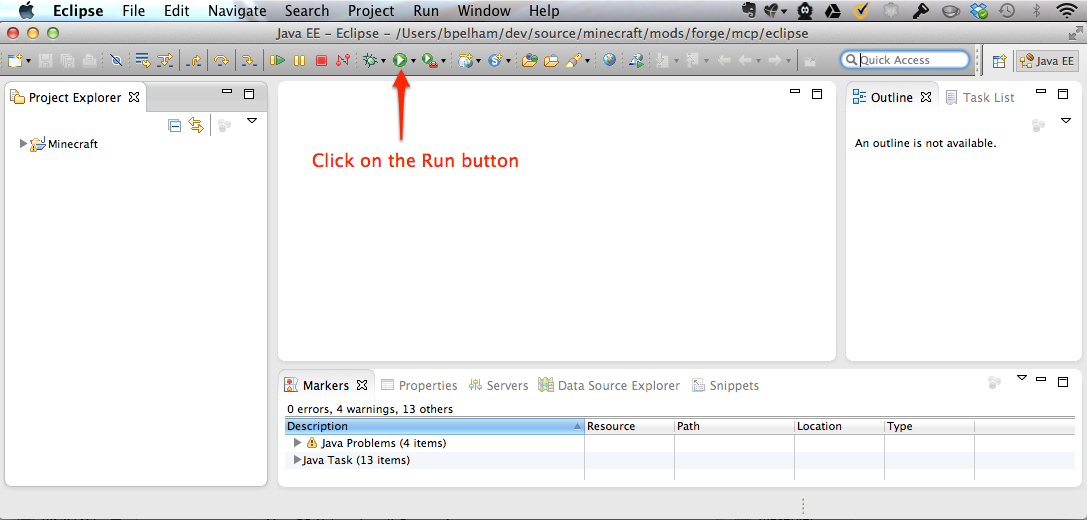 Eclipse File Edit Navigate Search Project Run Window Help
Java EE – Eclipse – /Users/bpelham/dev/source/minecraft/mods/forge/mcp/eclipse
Quick Access
Java EE
Project Explorer
Minecraft
Click on the Run button
Outline
Task List
An outline is not available.
Markers Properties Servers Data Source Explorer Snippets
0 errors, 4 warnings, 13 others
Description Resource Path Location Type
Java Problems (4 items)
Java Task (13 items)